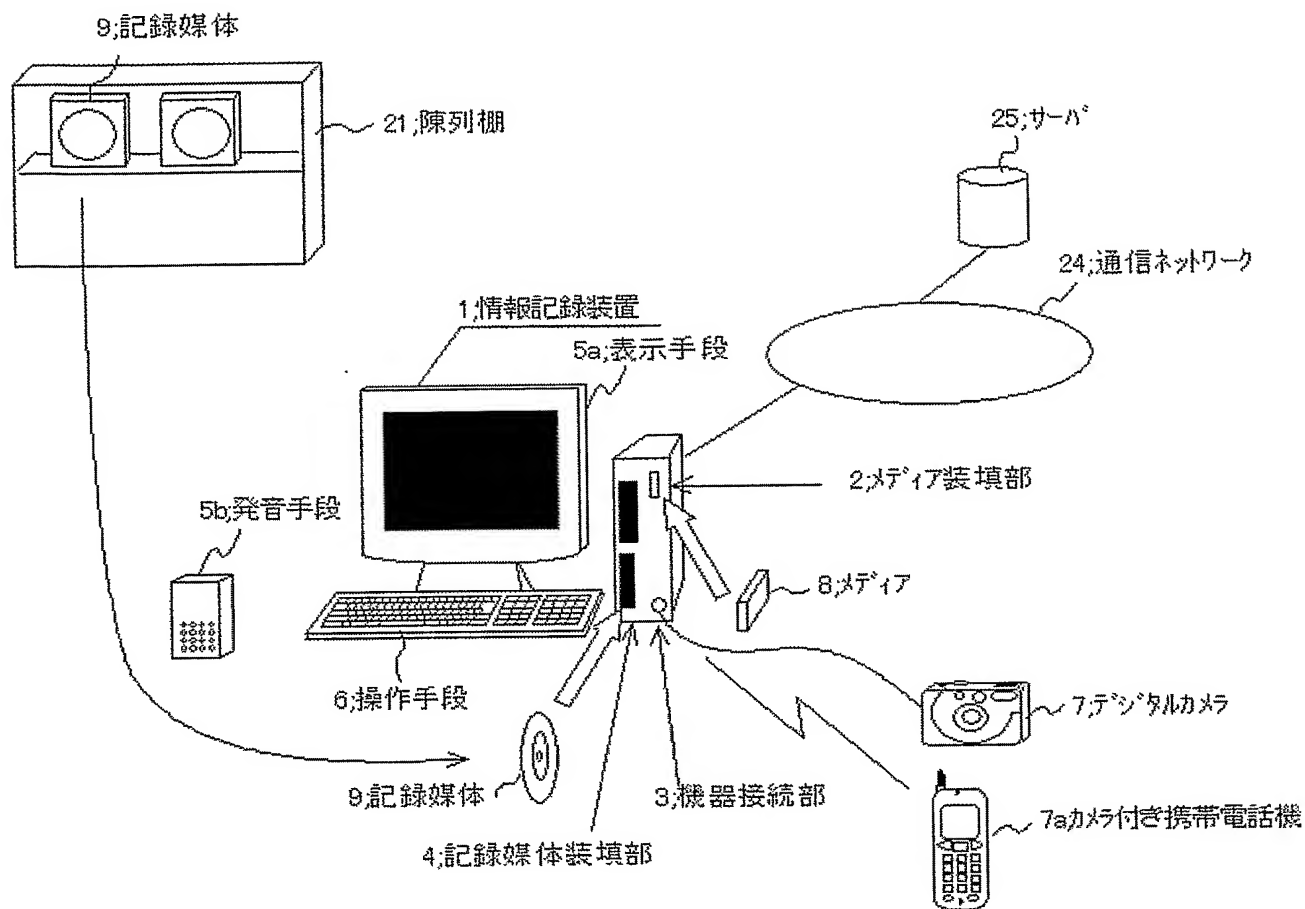 9;記録媒体
21;陳列棚
25;サーバ
24;通信ネットワーク
1;情報記録装置
5a;表示手段
2;メディア装填部
5b;発音手段
8;メディア
6;操作手段
7;デジタルカメラ
9;記録媒体
3;機器接続部
7a;カメラ付き携帯電話機
4;記録媒体装填部